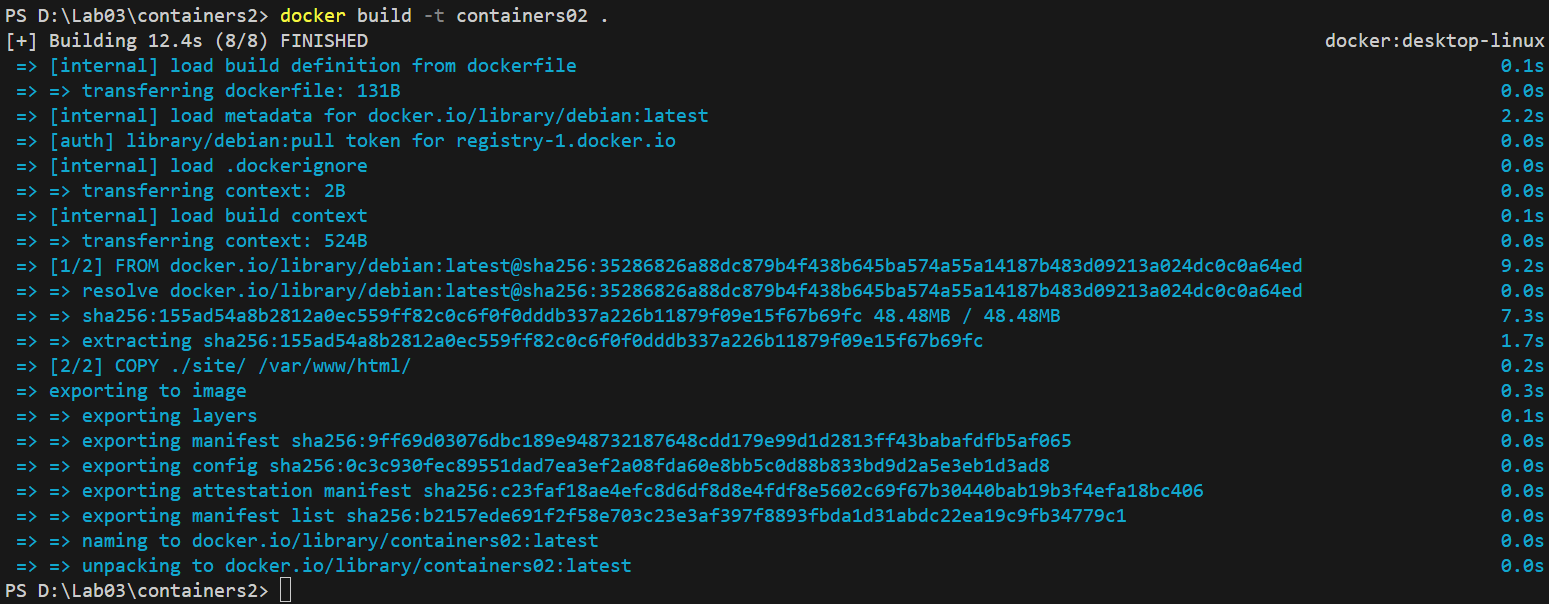 PS D:\Lab03\containers2> docker build -t containers02 .
[+] Building 12.4s (8/8) FINISHED docker:desktop-linux
=> [internal] load build definition from dockerfile 0.1s
=> => transferring dockerfile: 131B 0.0s
=> [internal] load metadata for docker.io/library/debian:latest 2.2s
=> [auth] library/debian:pull token for registry-1.docker.io 0.0s
=> [internal] load .dockerignore 0.0s
=> => transferring context: 2B 0.0s
=> [internal] load build context 0.1s
=> => transferring context: 524B 0.0s
=> [1/2] FROM docker.io/library/debian:latest@sha256:35286826a88dc879b4f438b645ba574a55a14187b483d09213a024dc0c0a64ed 9.2s
=> => resolve docker.io/library/debian:latest@sha256:35286826a88dc879b4f438b645ba574a55a14187b483d09213a024dc0c0a64ed 0.0s
=> => sha256:155ad54a8b2812a0ec559ff82c0c6f0f0dddb337a226b11879f09e15f67b69fc 48.48MB / 48.48MB 7.3s
=> => extracting sha256:155ad54a8b2812a0ec559ff82c0c6f0f0dddb337a226b11879f09e15f67b69fc 1.7s
=> [2/2] COPY ./site/ /var/www/html/ 0.2s
=> exporting to image 0.3s
=> => exporting layers 0.1s
=> => exporting manifest sha256:9ff69d03076dbc189e948732187648cdd179e99d1d2813ff43babafdfb5af065 0.0s
=> => exporting config sha256:0c3c930fec89551dad7ea3ef2a08fda60e8bb5c0d88b833bd9d2a5e3eb1d3ad8 0.0s
=> => exporting attestation manifest sha256:c23faf18ae4efc8d6df8d8e4fdf8e5602c69f67b30440bab19b3f4efa18bc406 0.0s
=> => exporting manifest list sha256:b2157ede691f2f58e703c23e3af397f8893fbda1d31abdc22ea19c9fb34779c1 0.0s
=> => naming to docker.io/library/containers02:latest 0.0s
=> => unpacking to docker.io/library/containers02:latest 0.0s
PS D:\Lab03\containers2>